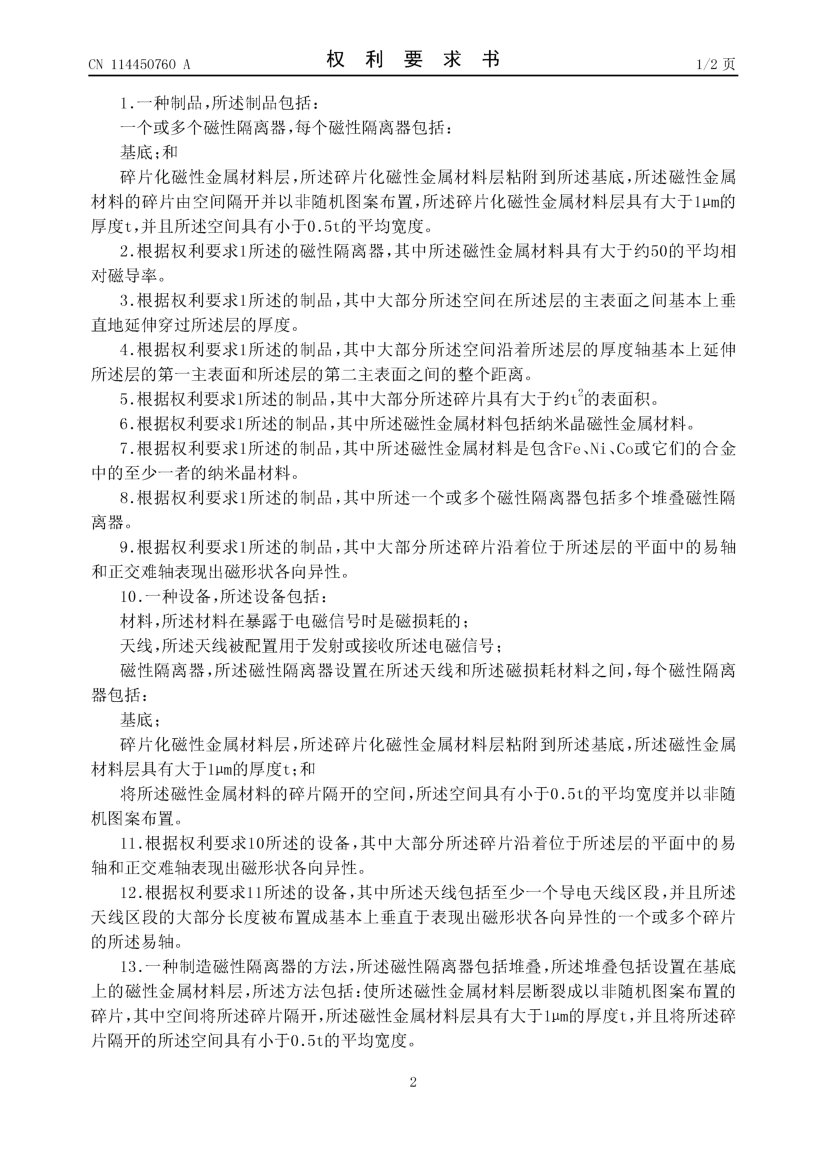 CN 114450760 A
权利要求书
1/2 页
1.一种制品,所述制品包括:
一个或多个磁性隔离器,每个磁性隔离器包括:
基底;和
碎片化磁性金属材料层,所述碎片化磁性金属材料层粘附到所述基底,所述磁性金属
材料的碎片由空间隔开并以非随机图案布置,所述碎片化磁性金属材料层具有大于1μm的
厚度t,并且所述空间具有小于0.5t的平均宽度。
2.根据权利要求1所述的磁性隔离器,其中所述磁性金属材料具有大于约50的平均相
对磁导率。
3.根据权利要求1所述的制品,其中大部分所述空间在所述层的主表面之间基本上垂
直地延伸穿过所述层的厚度。
4.根据权利要求1所述的制品,其中大部分所述空间沿着所述层的厚度轴基本上延伸
所述层的第一主表面和所述层的第二主表面之间的整个距离。
5.根据权利要求1所述的制品,其中大部分所述碎片具有大于约t²的表面积。
6.根据权利要求1所述的制品,其中所述磁性金属材料包括纳米晶磁性金属材料。
7.根据权利要求1所述的制品,其中所述磁性金属材料是包含Fe、Ni、Co或它们的合金
中的至少一者的纳米晶材料。
8.根据权利要求1所述的制品,其中所述一个或多个磁性隔离器包括多个堆叠磁性隔
离器。
9.根据权利要求1所述的制品,其中大部分所述碎片沿着位于所述层的平面中的易轴
和正交难轴表现出磁形状各向异性。
10.一种设备,所述设备包括:
材料,所述材料在暴露于电磁信号时是磁损耗的;
天线,所述天线被配置用于发射或接收所述电磁信号;
磁性隔离器,所述磁性隔离器设置在所述天线和所述磁损耗材料之间,每个磁性隔离
器包括:
基底;
碎片化磁性金属材料层,所述碎片化磁性金属材料层粘附到所述基底,所述磁性金属
材料层具有大于1μm的厚度t;和
将所述磁性金属材料的碎片隔开的空间,所述空间具有小于0.5t的平均宽度并以非随
机图案布置。
11.根据权利要求10所述的设备,其中大部分所述碎片沿着位于所述层的平面中的易
轴和正交难轴表现出磁形状各向异性。
12.根据权利要求11所述的设备,其中所述天线包括至少一个导电天线区段,并且所述
天线区段的大部分长度被布置成基本上垂直于表现出磁形状各向异性的一个或多个碎片
的所述易轴。
13.一种制造磁性隔离器的方法,所述磁性隔离器包括堆叠,所述堆叠包括设置在基底
上的磁性金属材料层,所述方法包括:使所述磁性金属材料层断裂成以非随机图案布置的
碎片,其中空间将所述碎片隔开,所述磁性金属材料层具有大于1μm的厚度t,并且将所述碎
片隔开的所述空间具有小于0.5t的平均宽度。
2